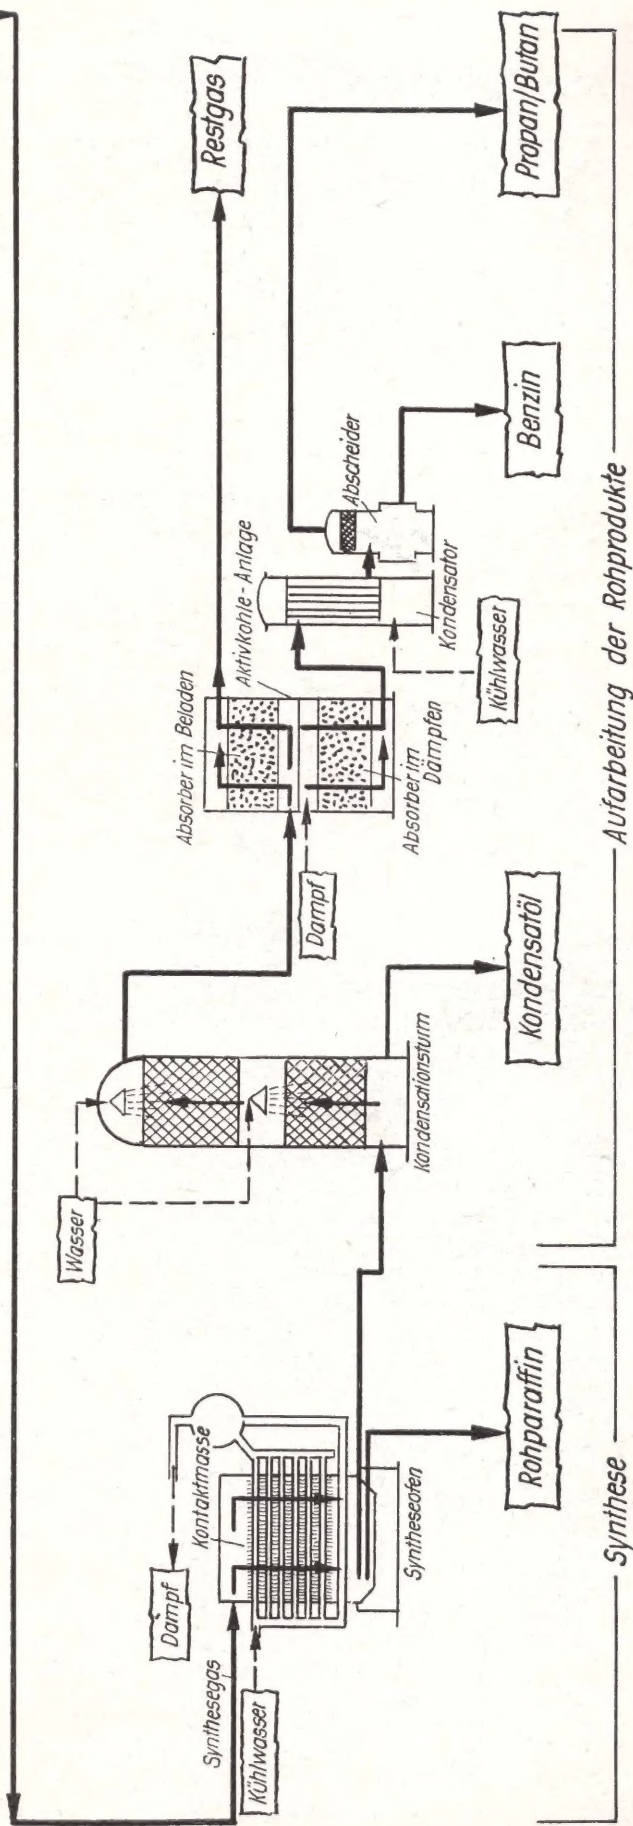 Dampf
Synthesegas
Kühlwasser
Kontaktmasse
Syntheseofen
Rohparaffin
Wasser
Kondensationsturm
Kondensatöl
Dampf
Absorber im Beladen
Aktivkohle-Anlage
Absorber im
Dämpfen
Restgas
Kühlwasser
Kondensator
Abscheider
Benzin
Propan/Butan
Synthese
Aufarbeitung der Rohprodukte